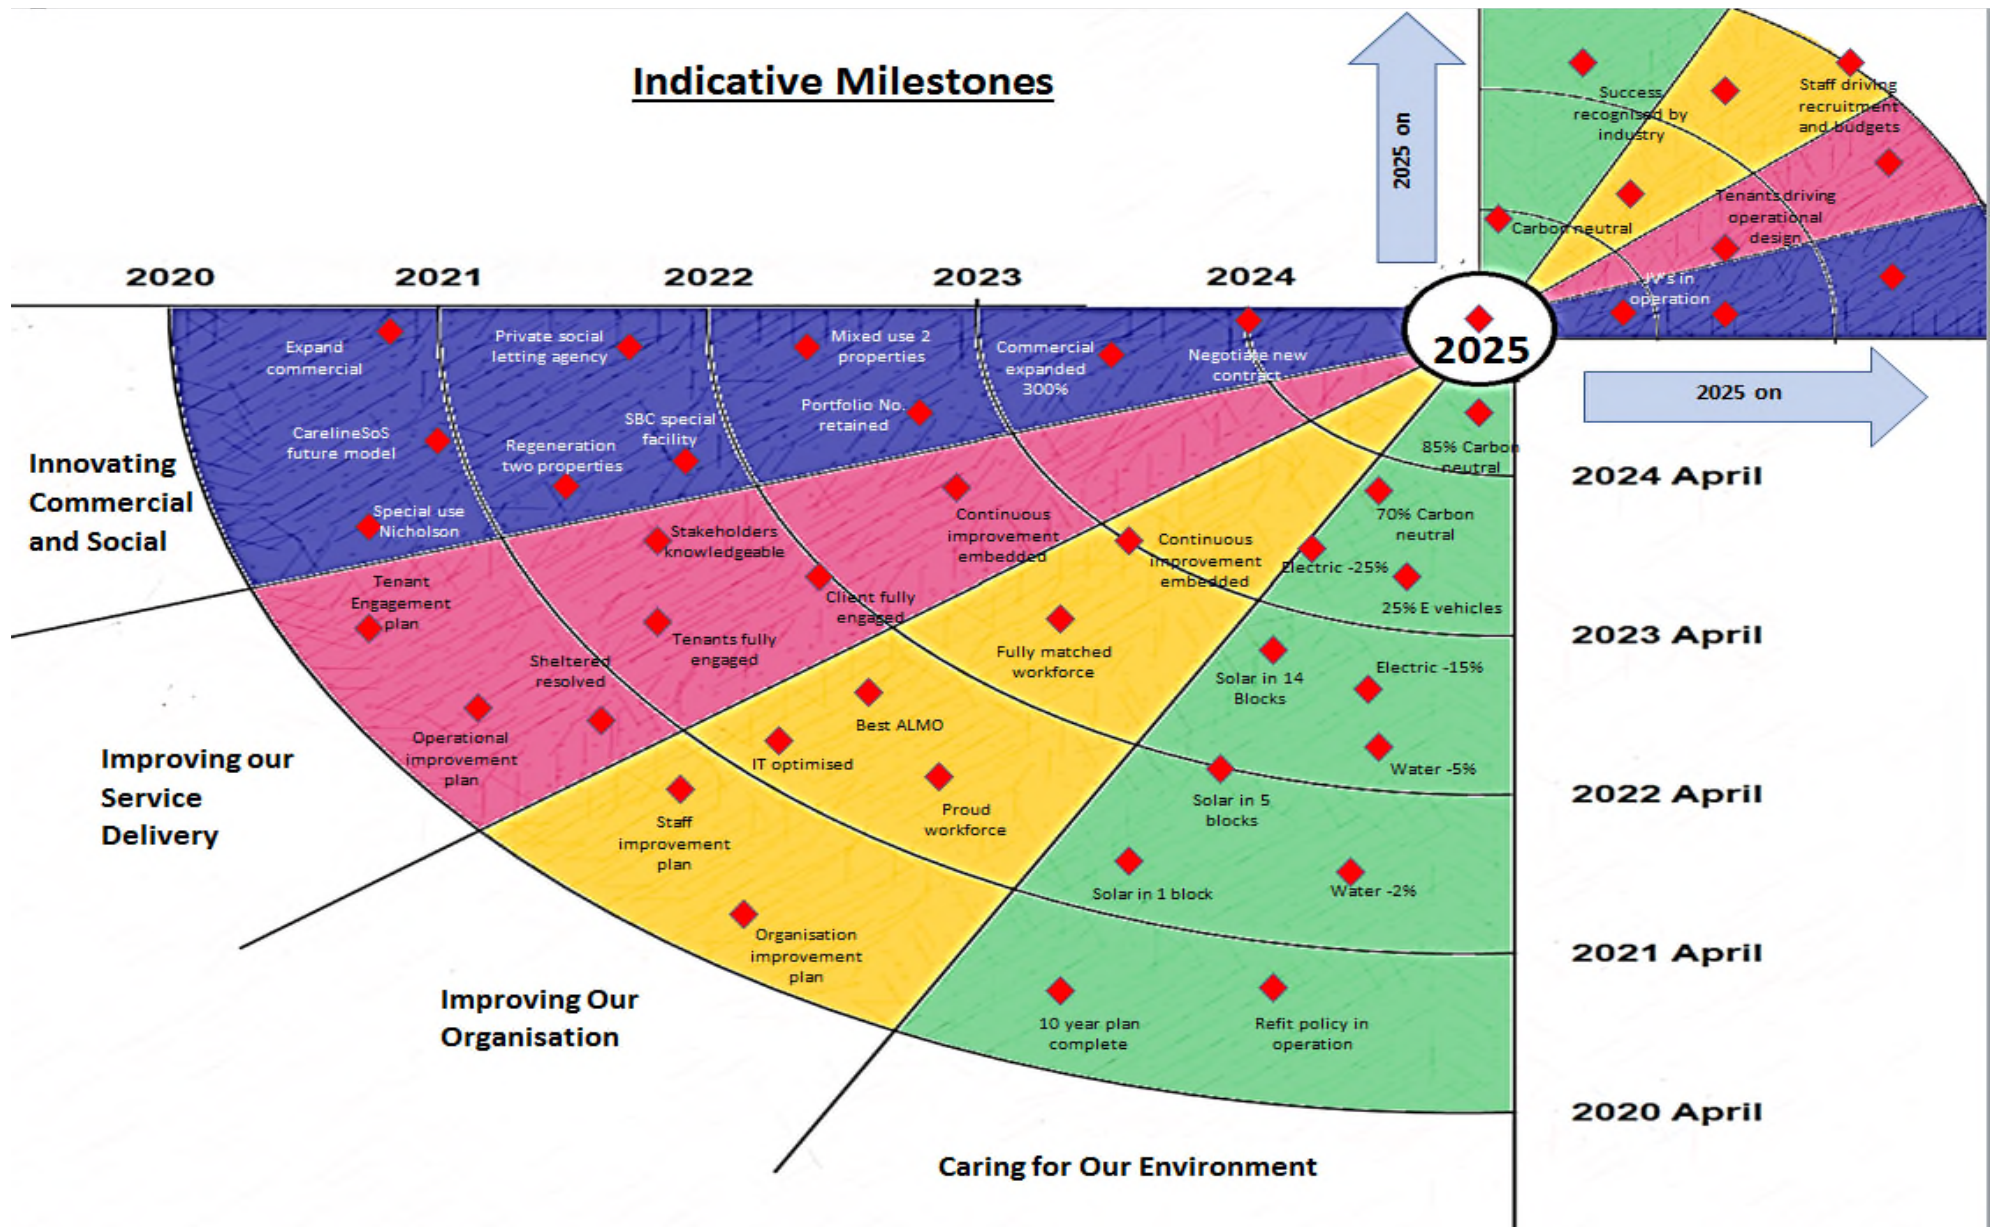 Indicative Milestones
2025 on
Success
recognised by
industry
Staff driving
recruitment
and budgets
Tenants driving
operational
design
Carbon neutral
JV's in
operation
2020
2021
2022
2023
2024
2025
2025 on
Expand
commercial
Private social
letting agency
Mixed use 2
properties
Commercial
expanded
300%
Negotiate new
contract
CarelineSoS
future model
Regeneration
two properties
SBC special
facility
Portfolio No.
retained
Special use
Nicholson
Innovating
Commercial
and Social
Tenant
Engagement
plan
Stakeholders
knowledgeable
Continuous
improvement
embedded
Client fully
engaged
Tenants fully
engaged
Sheltered
resolved
Operational
improvement
plan
Improving our
Service
Delivery
Continuous
improvement
embedded
Fully matched
workforce
Best ALMO
IT optimised
Proud
workforce
Staff
improvement
plan
Organisation
improvement
plan
Improving Our
Organisation
85% Carbon
neutral
70% Carbon
neutral
Electric -25%
25% E vehicles
Solar in 14
Blocks
Electric -15%
Water -5%
Solar in 5
blocks
Solar in 1 block
Water -2%
10 year plan
complete
Refit policy in
operation
Caring for Our Environment
2024 April
2023 April
2022 April
2021 April
2020 April